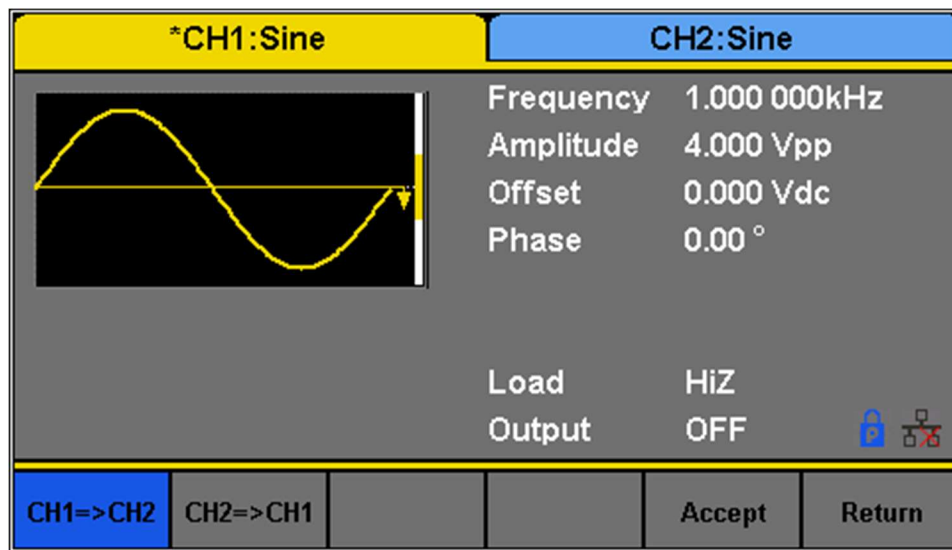 *CH1:Sine
CH2:Sine
Frequency 1.000 000kHz
Amplitude 4.000 Vpp
Offset 0.000 Vdc
Phase 0.00 °
Load HiZ
Output OFF
P
CH1=>CH2 CH2=>CH1 Accept Return